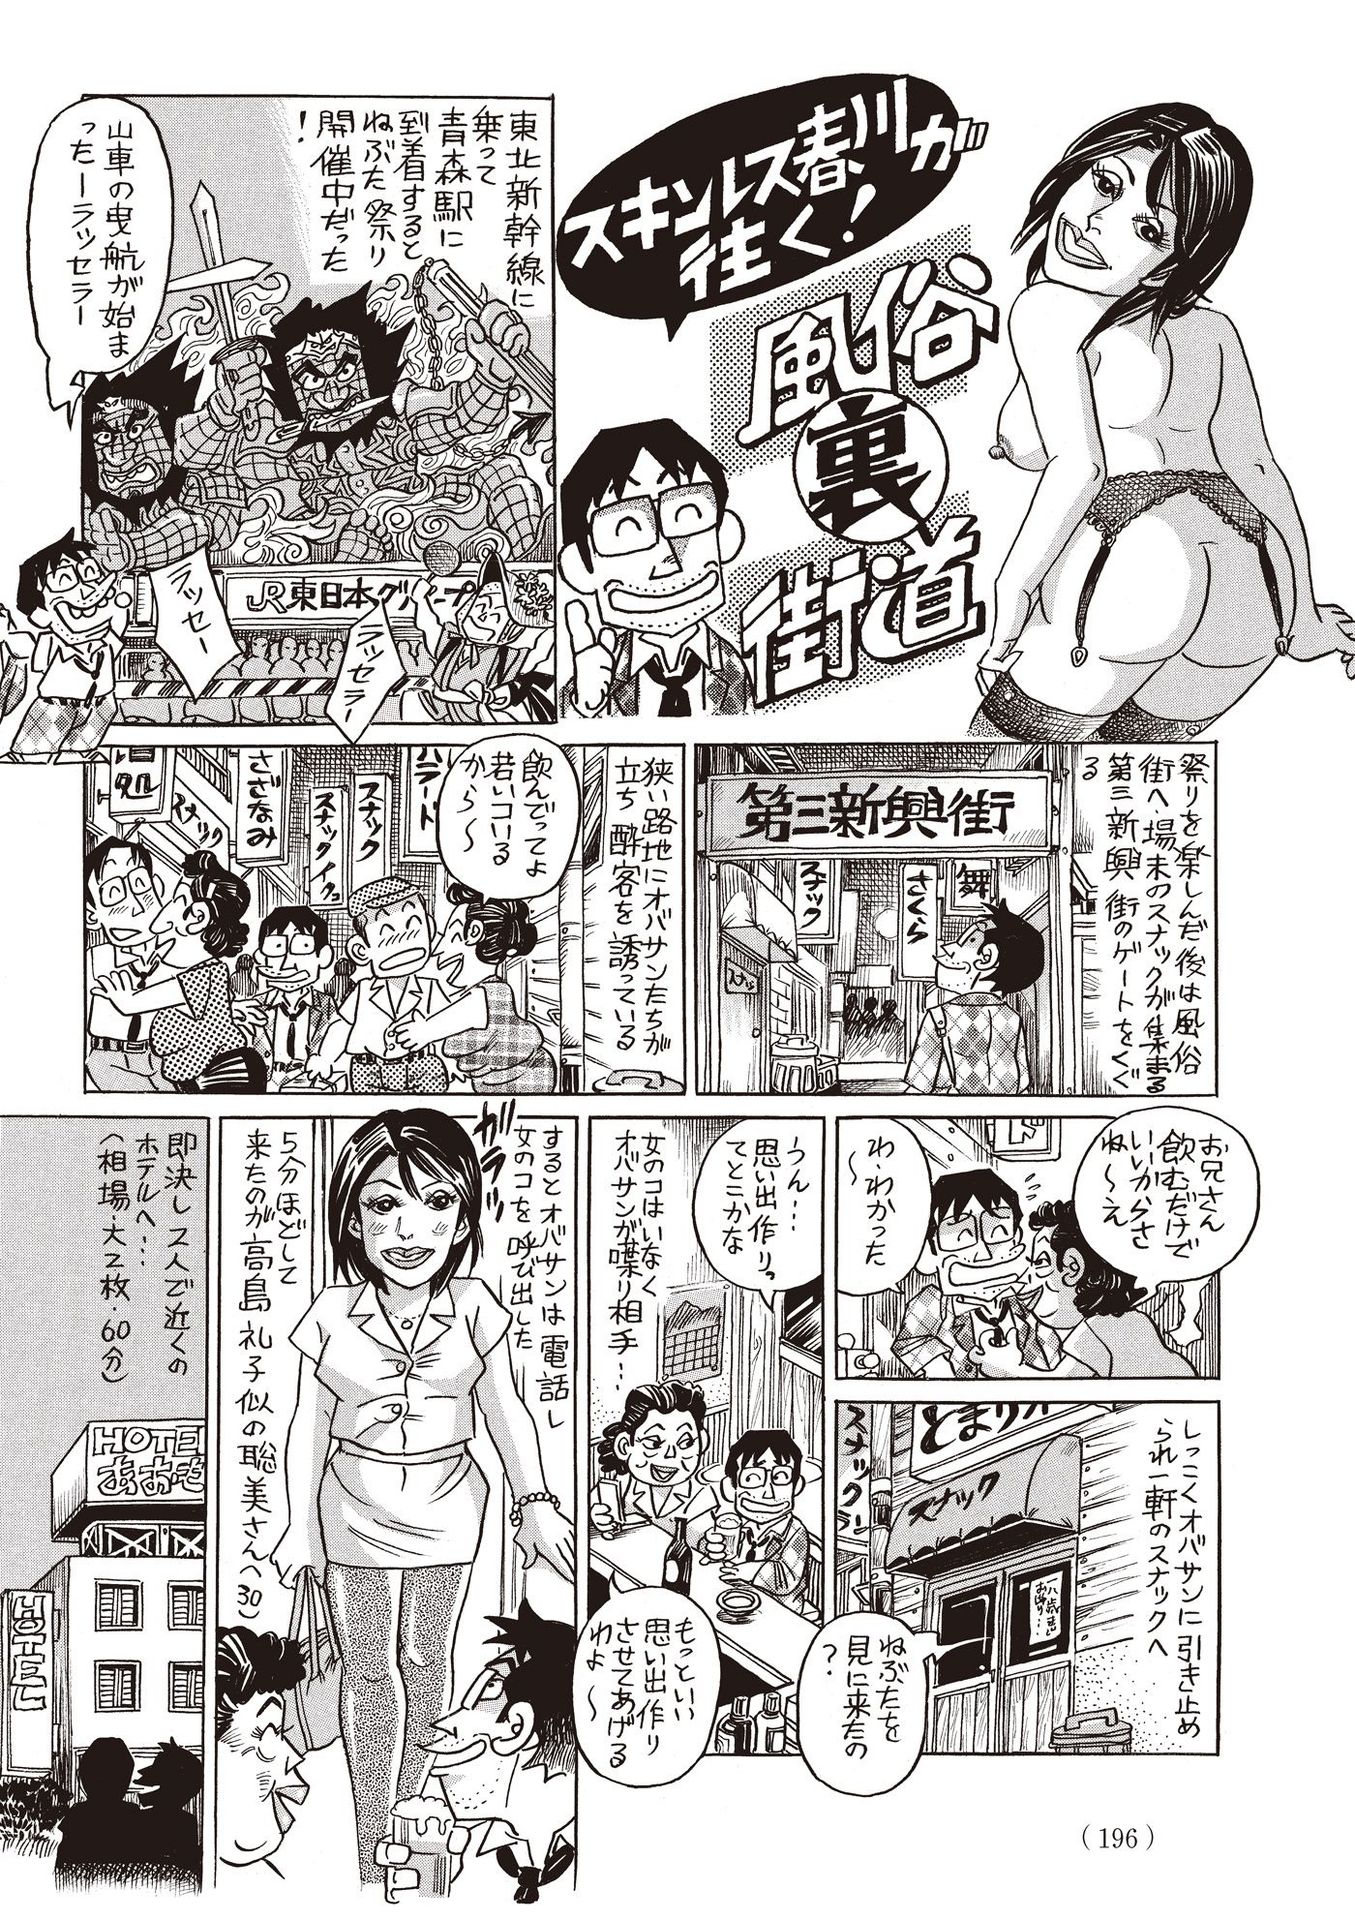 スキンレス春川が
往く!
風俗
裏
街道
東北新幹線に
乗って
青森駅に
到着すると
ねぶた祭り
開催中だった
!
山車の曳航が始ま
ったーラッセラー
JR東日本グループ
ラッセー
ラッセラー
祭りを楽しんだ後は風俗
街へ場末のスナックが集まる
第三新興街のゲートをくぐ
る
第三新興街
スナック
さくら
舞
狭い路地にオバサンたちが
立ち酔客を誘っている
飲んでってよ
若いコいる
から〜
スナック
スナック
さざなみ
スナック
お兄さん
飲むだけで
いいからさ
ね〜え
わ、わかった
〜
しつこくオバサンに引き止め
られ一軒のスナックへ
スナック
スナック
ねぶたを
見に来たの
?
うん…
思い出作りっ
てとこかな
女のコはいなく
オバサンが喋り相手…
もっといい
思い出作り
させてあげる
わよ〜
するとオバサンは電話し
女のコを呼び出した
ガラッ
5分ほどして
来たのが高島礼子似の聡美さん(30)
即決し2人で近くの
ホテルへ…
(相場・大2枚・60分)
HOTEL
HOTEL
(196)